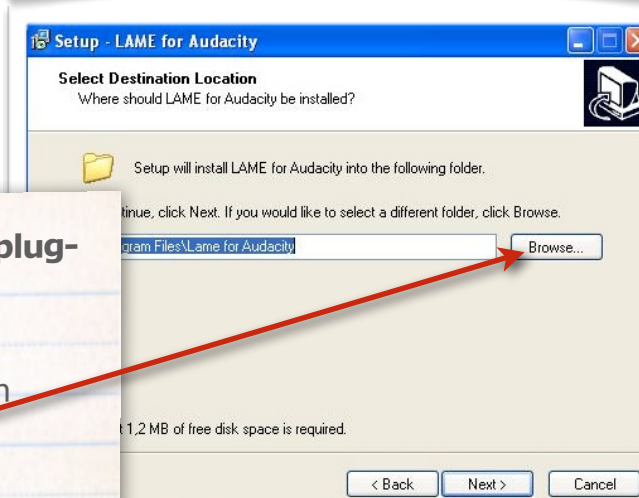 Setup - LAME for Audacity
Select Destination Location
Where should LAME for Audacity be installed?
Setup will install LAME for Audacity into the following folder.
tinue, click Next. If you would like to select a different folder, click Browse.
gram Files\Lame for Audacity
Browse...
plug-
1,2 MB of free disk space is required.
< Back
Next >
Cancel